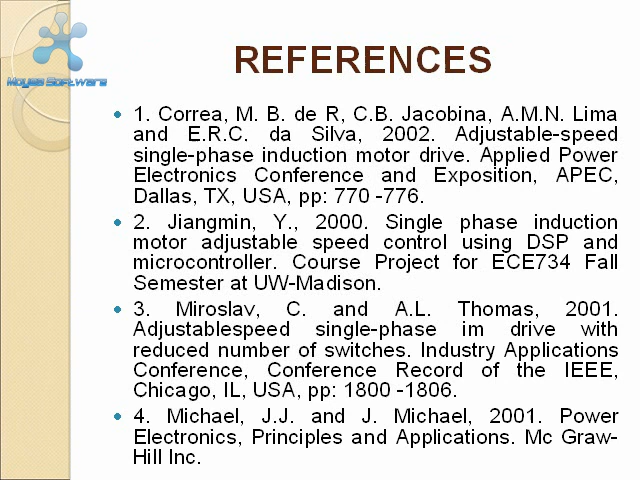 REFERENCES
Moyea Software
1. Correa, M. B. de R, C.B. Jacobina, A.M.N. Lima
and E.R.C. da Silva, 2002. Adjustable-speed
single-phase induction motor drive. Applied Power
Electronics Conference and Exposition, APEC,
Dallas, TX, USA, pp: 770 -776.
2. Jiangmin, Y., 2000. Single phase induction
motor adjustable speed control using DSP and
microcontroller. Course Project for ECE734 Fall
Semester at UW-Madison.
3. Miroslav, C. and A.L. Thomas, 2001.
Adjustablespeed single-phase im drive with
reduced number of switches. Industry Applications
Conference, Conference Record of the IEEE,
Chicago, IL, USA, pp: 1800 -1806.
4. Michael, J.J. and J. Michael, 2001. Power
Electronics, Principles and Applications. Mc Graw-
Hill Inc.